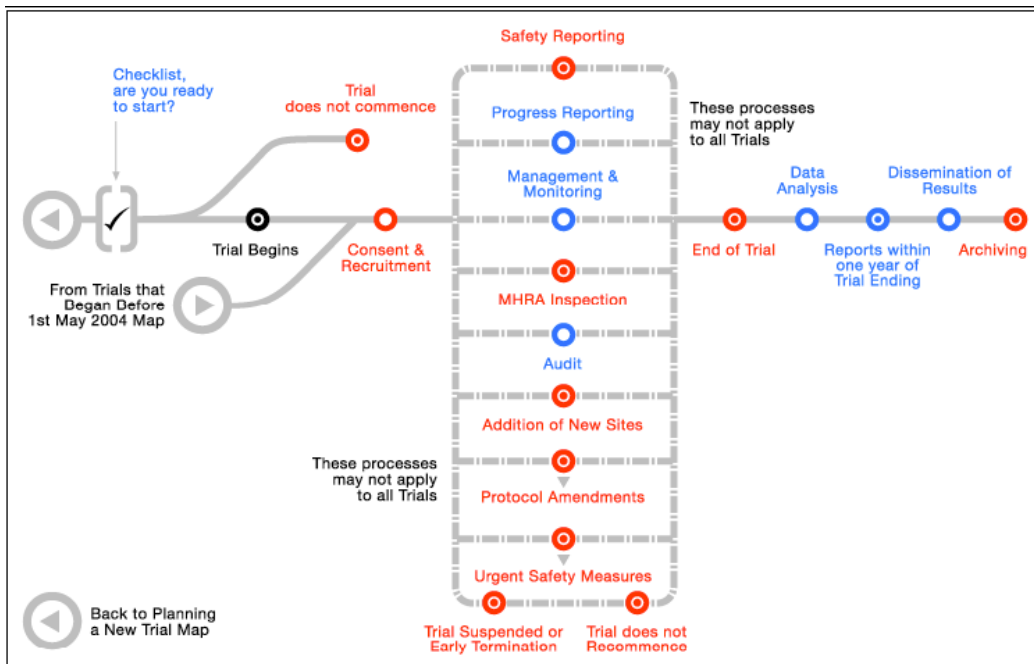 Safety Reporting
Checklist,
are you ready
to start?
Trial
does not commence
Progress Reporting
These processes
may not apply
to all Trials
Management &
Monitoring
Data
Analysis
Dissemination of
Results
Trial Begins
Consent &
Recruitment
End of Trial
Reports within
one year of
Trial Ending
Archiving
From Trials that
Began Before
1st May 2004 Map
MHRA Inspection
Audit
Addition of New Sites
These processes
may not apply
to all Trials
Protocol Amendments
Urgent Safety Measures
Back to Planning
a New Trial Map
Trial Suspended or
Early Termination
Trial does not
Recommence